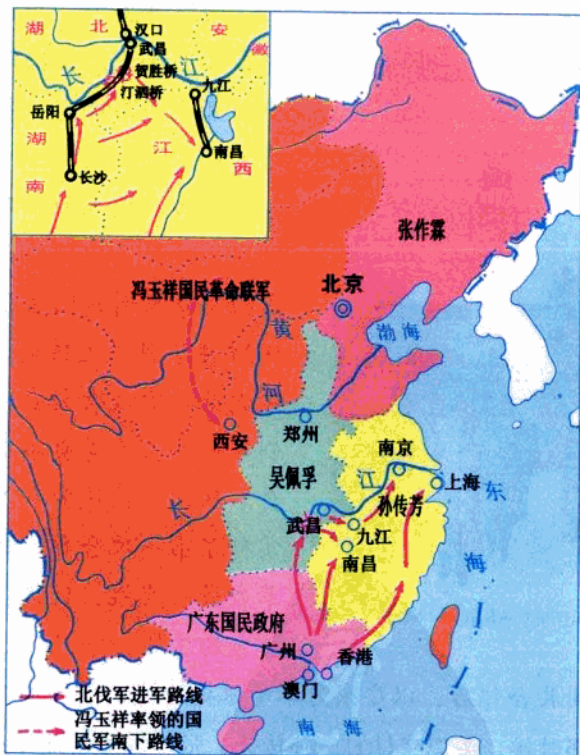 湖 北 安 徽
汉口
武昌
长 江
贺胜桥
汀泗桥
九江
岳阳
湖 南
江 西
南昌
长沙
张作霖
北京
冯玉祥国民革命联军
黄 河
渤海
西安
郑州
南京
吴佩孚
长 江
上海
孙传芳
武昌
九江
南昌
东 海
广东国民政府
广州
香港
澳门
南 海
北伐军进军路线
冯玉祥率领的国
民军南下路线